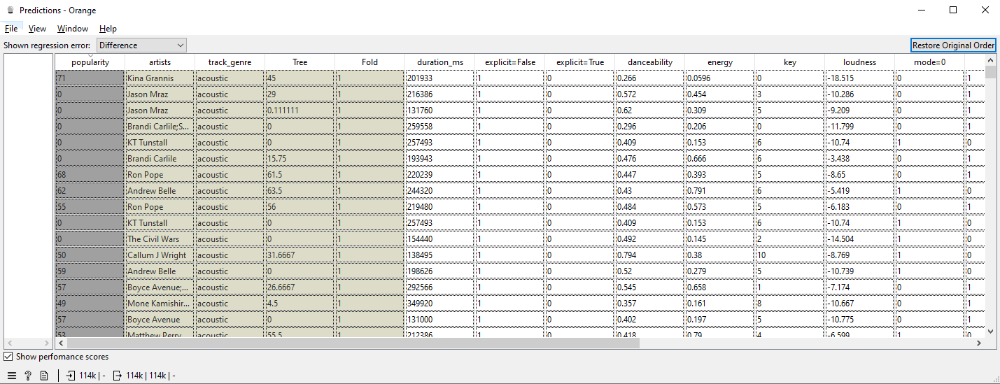 Predictions - Orange
File View Window Help
Shown regression error: Difference Restore Original Order
popularity artists track_genre Tree Fold duration_ms explicit=False explicit=True danceability energy key loudness mode=0
71 Kina Grannis acoustic 45 1 201933 1 0 0.266 0.0596 0 -18.515 0 1
0 Jason Mraz acoustic 29 1 216386 1 0 0.572 0.454 3 -10.286 0 1
0 Jason Mraz acoustic 0.111111 1 131760 1 0 0.62 0.309 5 -9.209 0 1
0 Brandi Carlile;S... acoustic 0 1 259558 1 0 0.296 0.206 0 -11.799 0 1
0 KT Tunstall acoustic 0 1 257493 1 0 0.409 0.153 6 -10.74 1 0
0 Brandi Carlile acoustic 15.75 1 193943 1 0 0.476 0.666 6 -3.438 0 1
68 Ron Pope acoustic 61.5 1 220239 1 0 0.447 0.393 5 -8.65 0 1
62 Andrew Belle acoustic 63.5 1 244320 1 0 0.43 0.791 6 -5.419 1 0
55 Ron Pope acoustic 56 1 219480 1 0 0.484 0.573 5 -6.183 0 1
0 KT Tunstall acoustic 0 1 257493 1 0 0.409 0.153 6 -10.74 1 0
0 The Civil Wars acoustic 0 1 154440 1 0 0.492 0.145 2 -14.504 1 0
50 Callum J Wright acoustic 31.6667 1 138495 1 0 0.794 0.38 10 -8.769 1 0
59 Andrew Belle acoustic 0 1 198626 1 0 0.52 0.279 5 -10.739 1 0
57 Boyce Avenue;... acoustic 26.6667 1 292566 1 0 0.545 0.658 1 -7.174 0 1
49 Mone Kamishir... acoustic 4.5 1 349920 1 0 0.357 0.161 8 -10.667 0 1
57 Boyce Avenue acoustic 0 1 131000 1 0 0.402 0.197 5 -10.775 0 1
53 Matthew Perry... acoustic 55.5 1 212386 1 0 0.418 0.79 4 -6.599 1 0
Show perfomance scores
? 114k | - 114k | 114k | -